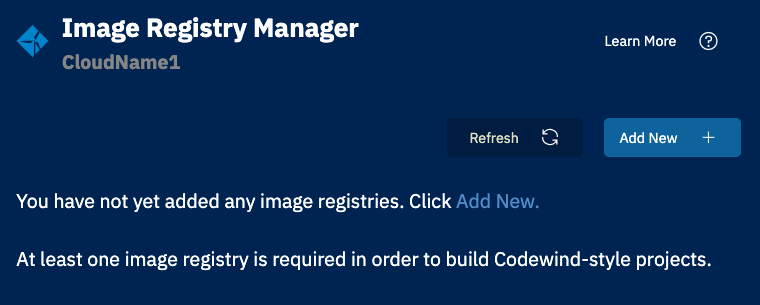 Image Registry Manager
CloudName1
Learn More
Refresh
Add New
You have not yet added any image registries. Click Add New.
At least one image registry is required in order to build Codewind-style projects.